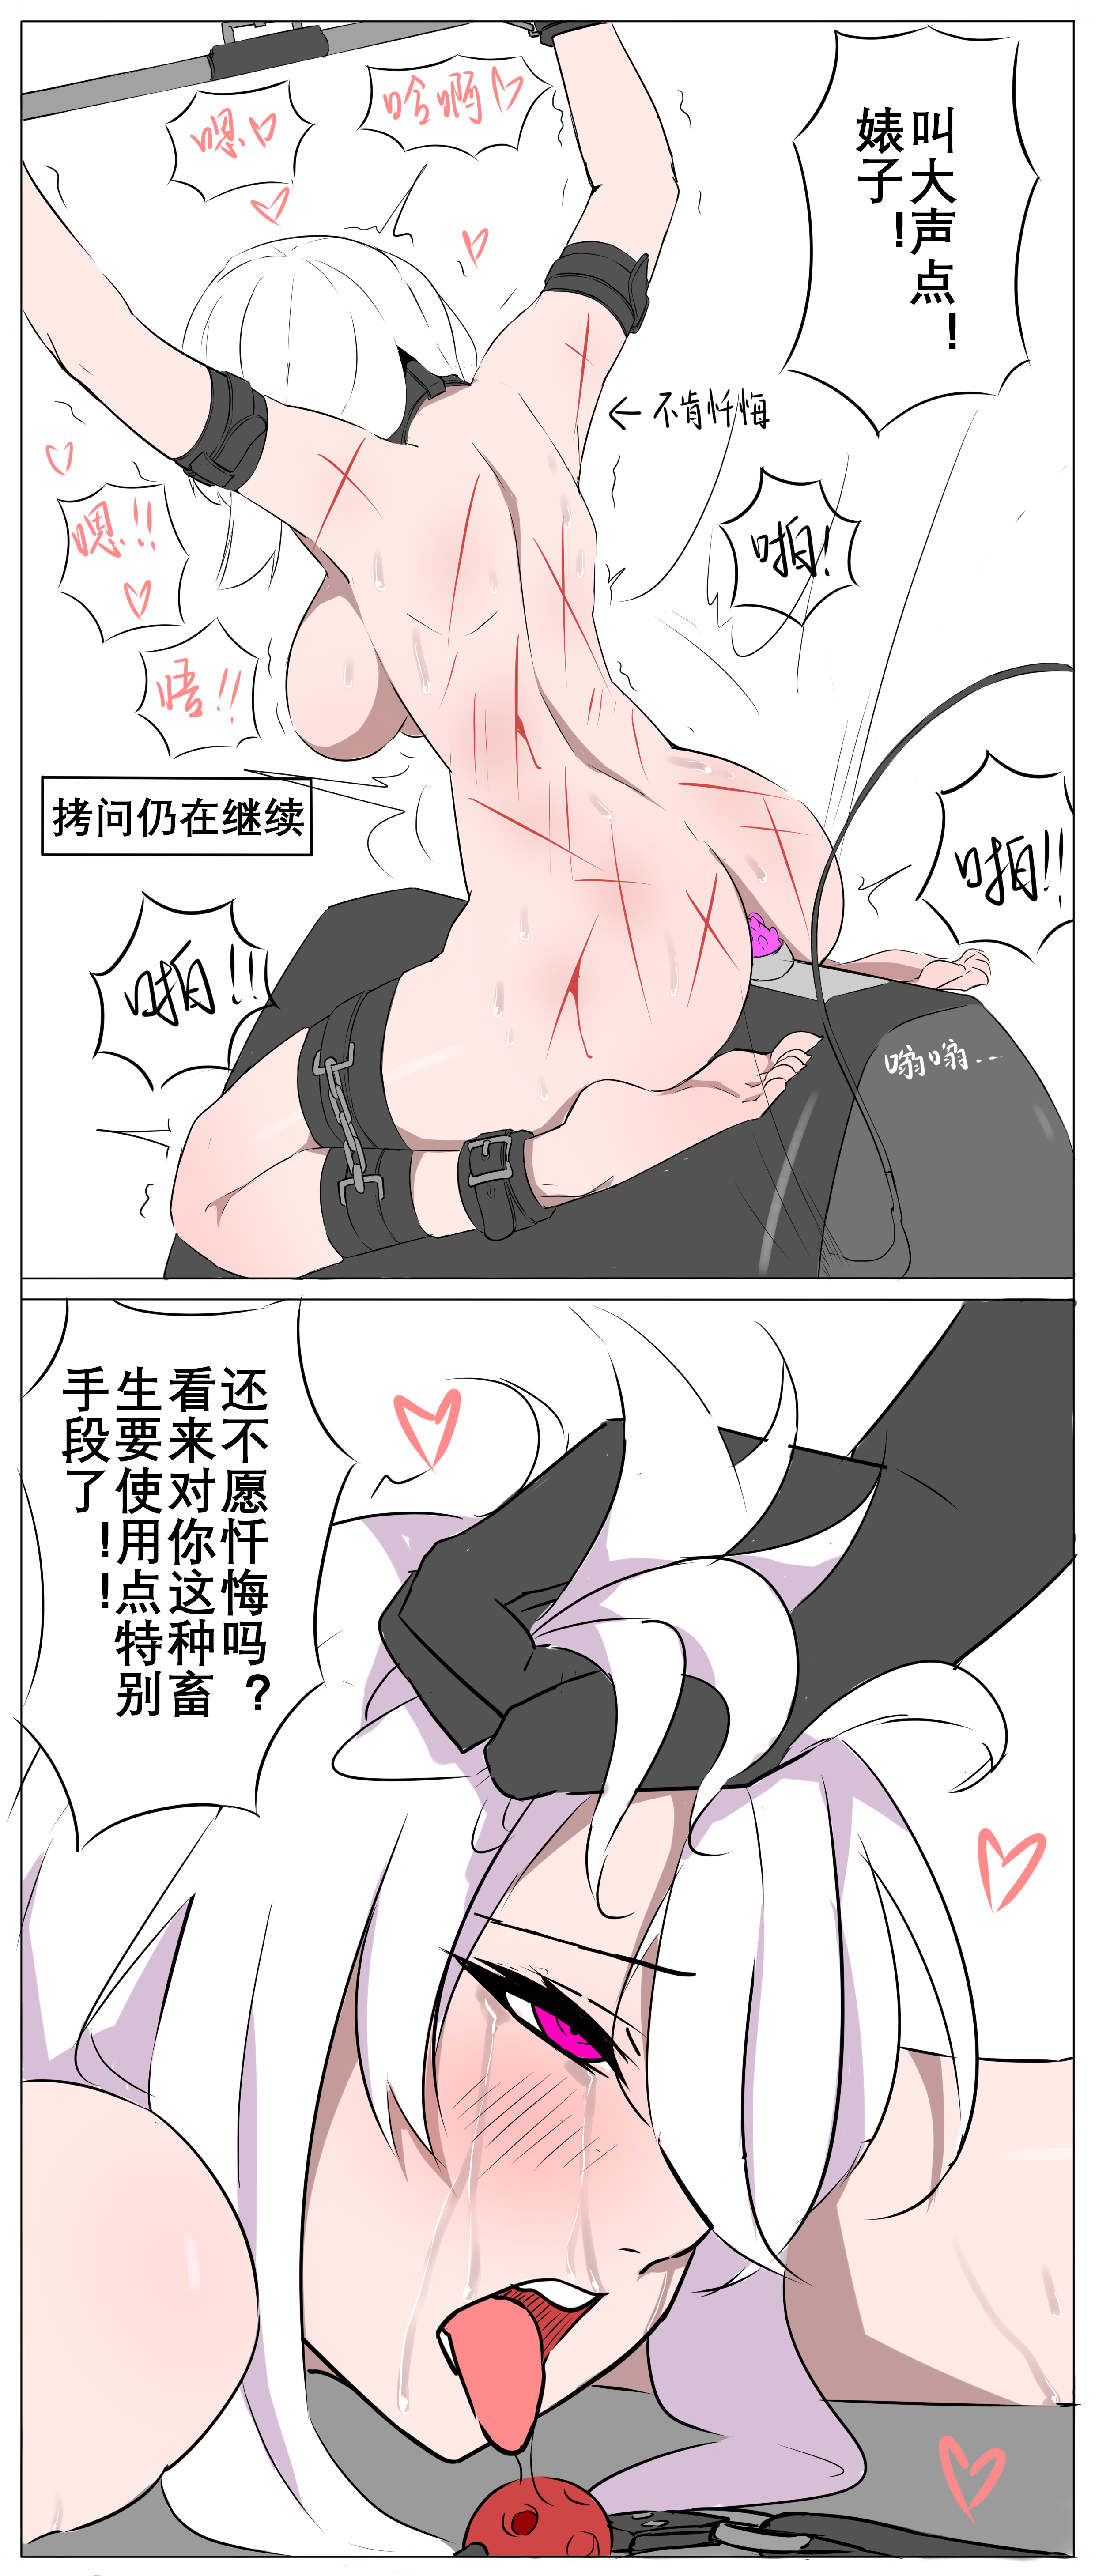 叫大声点！
婊子！
哈啊♡
嗯♡
←不肯忏悔
啪！
嗯！！
♡
唔！！
拷问仍在继续
啪！！
啪！！！
嗡嗡...
还不愿忏悔吗？
看来对你这种畜
生要使用点特别
手段了！！